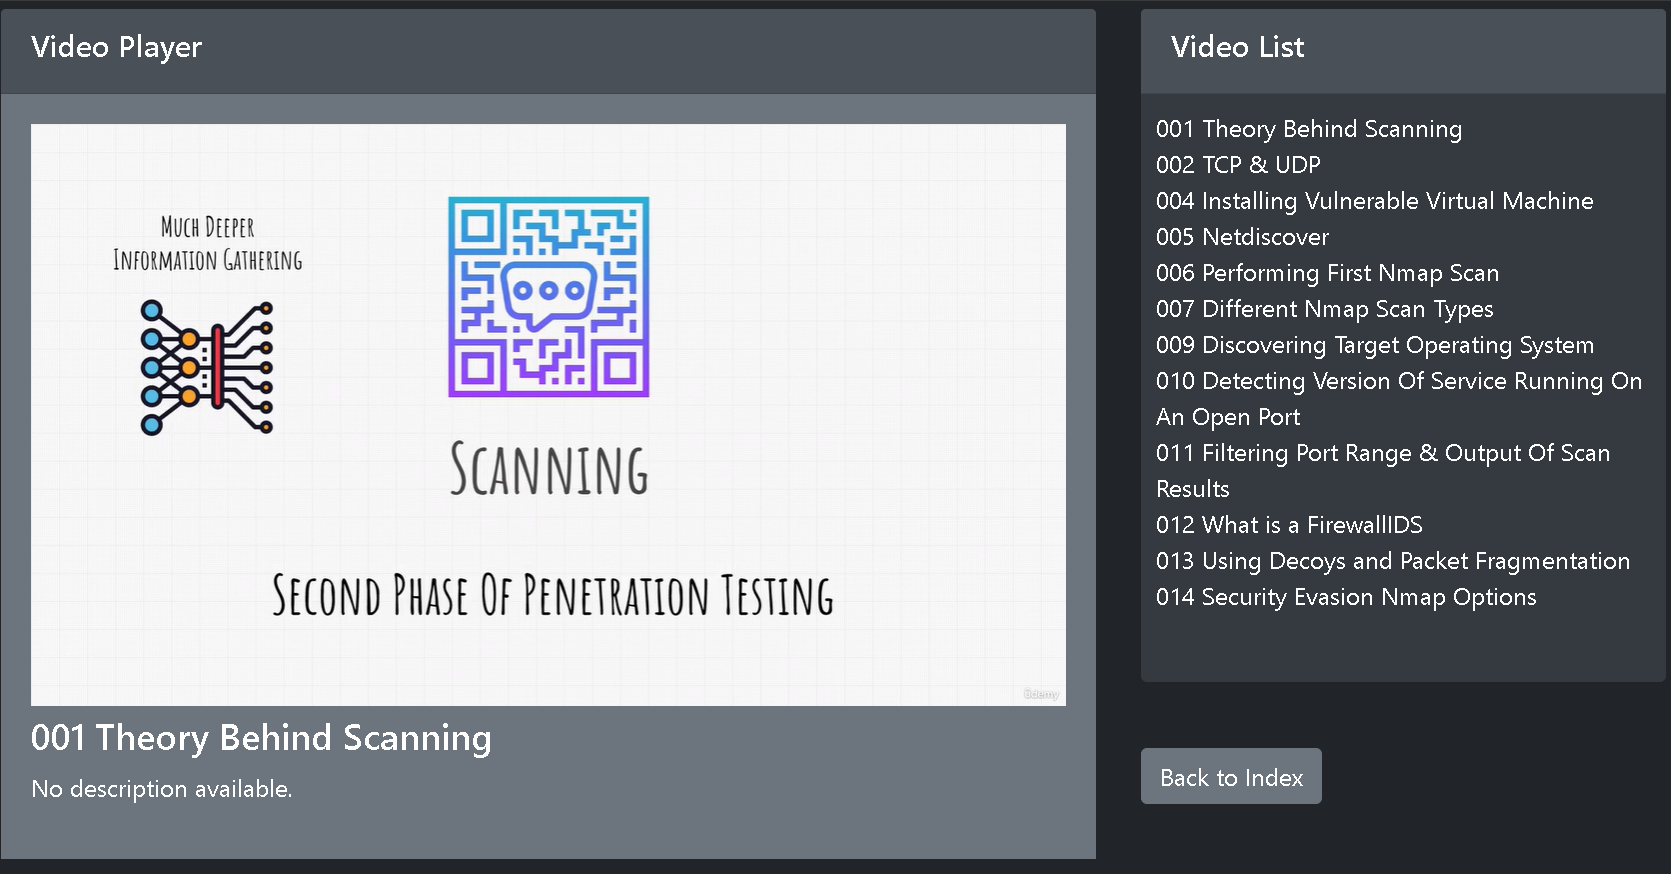 Video Player
Much Deeper
Information Gathering
Scanning
Second Phase Of Penetration Testing
ûdemy
001 Theory Behind Scanning
No description available.
Video List
001 Theory Behind Scanning
002 TCP & UDP
004 Installing Vulnerable Virtual Machine
005 Netdiscover
006 Performing First Nmap Scan
007 Different Nmap Scan Types
009 Discovering Target Operating System
010 Detecting Version Of Service Running On
An Open Port
011 Filtering Port Range & Output Of Scan
Results
012 What is a FirewallIDS
013 Using Decoys and Packet Fragmentation
014 Security Evasion Nmap Options
Back to Index